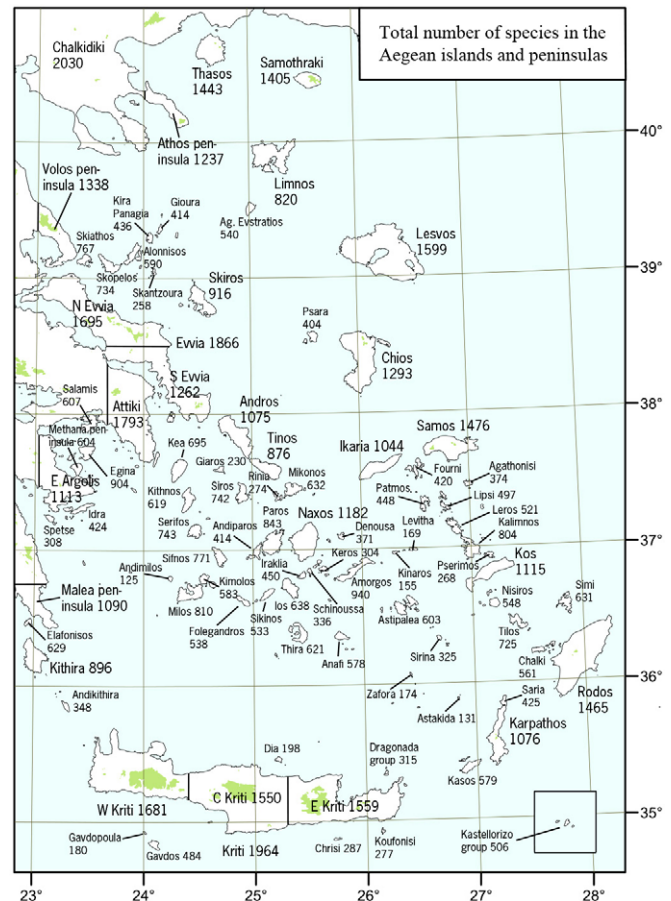 Total number of species in the
Aegean islands and peninsulas
Chalkidiki
2030
Thasos
1443
Samothraki
1405
Athos pen-
insula 1237
40°
Limnos
820
Volos pen-
insula 1338
Kira
Panagia
436
Gioura
414
Ag. Evstratios
540
Skiathos
767
Alonnisos
590
Lesvos
1599
39°
Skopelos
734
Skantzoura
258
Skiros
916
N Evvia
1695
Psara
404
Evvia 1866
Chios
1293
S Evvia
1262
38°
Salamis
607
Attiki
1793
Andros
1075
Methana pen-
insula 604
Kea 695
Tinos
876
Ikaria 1044
Samos 1476
Egina
904
Giaros 230
Rinia
274
Mikonos
632
Fourni
420
Agathonisi
374
E Argolis
1113
Kithnos
619
Siros
742
Patmos
448
Lipsi 497
Idra
424
Paros
843
Naxos 1182
Leros 521
Spetse
308
Serifos
743
Andiparos
414
Denousa
371
Levitha
169
Kalimnos
804
37°
Sifnos 771
Keros 304
Pserimos
268
Kos
1115
Andimilos
125
Iraklia
450
Amorgos
940
Kinaros
155
Malea pen-
insula 1090
Kimolos
583
Ios 638
Schinoussa
336
Nisiros
548
Simi
631
Milos 810
Sikinos
533
Astipalea 603
Elafonisos
629
Folegandros
538
Thira 621
Tilos
725
Anafi 578
Sirina 325
Chalki
561
Kithira 896
36°
Zafora 174
Saria
425
Rodos
1465
Andikithira
348
Astakida 131
Karpathos
1076
Dia 198
Dragonada
group 315
Kasos 579
C Kriti 1550
E Kriti 1559
W Kriti 1681
35°
Kastellorizo
group 506
Gavdopoula
180
Gavdos 484
Kriti 1964
Chrisi 287
Koufonisi
277
23°
24°
25°
26°
27°
28°